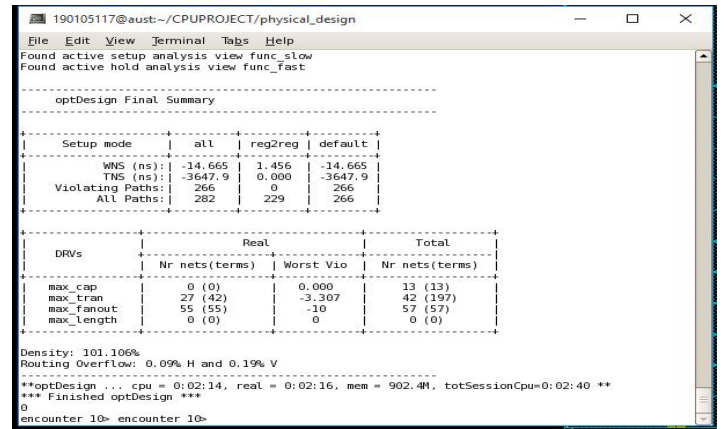 190105117@aust:~/CPUPROJECT/physical_design
File Edit View Terminal Tabs Help
Found active setup analysis view func_slow
Found active hold analysis view func_fast
------------------------------------------------------------
optDesign Final Summary
------------------------------------------------------------
+--------------------+---------+---------+---------+
| Setup mode | all | reg2reg | default |
+--------------------+---------+---------+---------+
| WNS (ns):| -14.665 | 1.456 | -14.665 |
| TNS (ns):| -3647.9 | 0.000 | -3647.9 |
| Violating Paths:| 266 | 0 | 266 |
| All Paths:| 282 | 229 | 266 |
+--------------------+---------+---------+---------+
+----------------+-------------------------------+------------------+
| | Real | Total |
| DRVs +------------------+------------+------------------|
| | Nr nets(terms) | Worst Vio | Nr nets(terms) |
+----------------+------------------+------------+------------------+
| max_cap | 0 (0) | 0.000 | 13 (13) |
| max_tran | 27 (42) | -3.307 | 42 (197) |
| max_fanout | 55 (55) | -10 | 57 (57) |
| max_length | 0 (0) | 0 | 0 (0) |
+----------------+------------------+------------+------------------+
Density: 101.106%
Routing Overflow: 0.09% H and 0.19% V
------------------------------------------------------------
**optDesign ... cpu = 0:02:14, real = 0:02:16, mem = 902.4M, totSessionCpu=0:02:40 **
*** Finished optDesign ***
0
encounter 10> encounter 10>